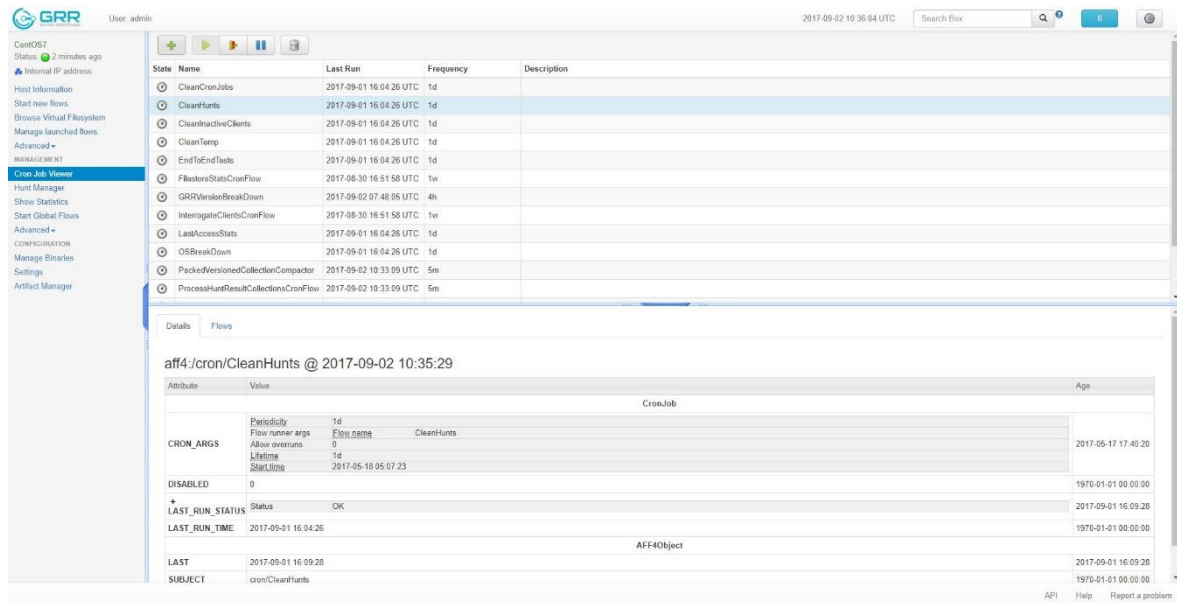 GRR
User: admin
2017-09-02 10:36:04 UTC
Search Box
0
CentOS7
Status: 2 minutes ago
Internal IP address
Host Information
Start new flows
Browse Virtual Filesystem
Manage launched flows
Advanced
MANAGEMENT
Cron Job Viewer
Hunt Manager
Show Statistics
Start Global Flows
Advanced
CONFIGURATION
Manage Binaries
Settings
Artifact Manager
State Name Last Run Frequency Description
CleanCronJobs 2017-09-01 16:04:26 UTC 1d
CleanHunts 2017-09-01 16:04:26 UTC 1d
CleanInactiveClients 2017-09-01 16:04:26 UTC 1d
CleanTemp 2017-09-01 16:04:26 UTC 1d
EndToEndTests 2017-09-01 16:04:26 UTC 1d
FilestoreStatsCronFlow 2017-08-30 16:51:58 UTC 1w
GRRVersionBreakDown 2017-09-02 07:48:05 UTC 4h
InterrogateClientsCronFlow 2017-08-30 16:51:58 UTC 1w
LastAccessStats 2017-09-01 16:04:26 UTC 1d
OSBreakDown 2017-09-01 16:04:26 UTC 1d
PackedVersionedCollectionCompactor 2017-09-02 10:33:09 UTC 5m
ProcessHuntResultCollectionsCronFlow 2017-09-02 10:33:09 UTC 5m
Details Flows
aff4:/cron/CleanHunts @ 2017-09-02 10:35:29
Attribute Value Age
CronJob
CRON_ARGS
Periodicity 1d
Flow runner args Flow name CleanHunts
Allow overruns 0
Lifetime 1d
Start time 2017-05-18 05:07:23
2017-05-17 17:40:20
DISABLED 0 1970-01-01 00:00:00
+
LAST_RUN_STATUS Status OK 2017-09-01 16:09:28
LAST_RUN_TIME 2017-09-01 16:04:26 1970-01-01 00:00:00
AFF4Object
LAST 2017-09-01 16:09:28 2017-09-01 16:09:28
SUBJECT cron/CleanHunts 1970-01-01 00:00:00
API Help Report a problem